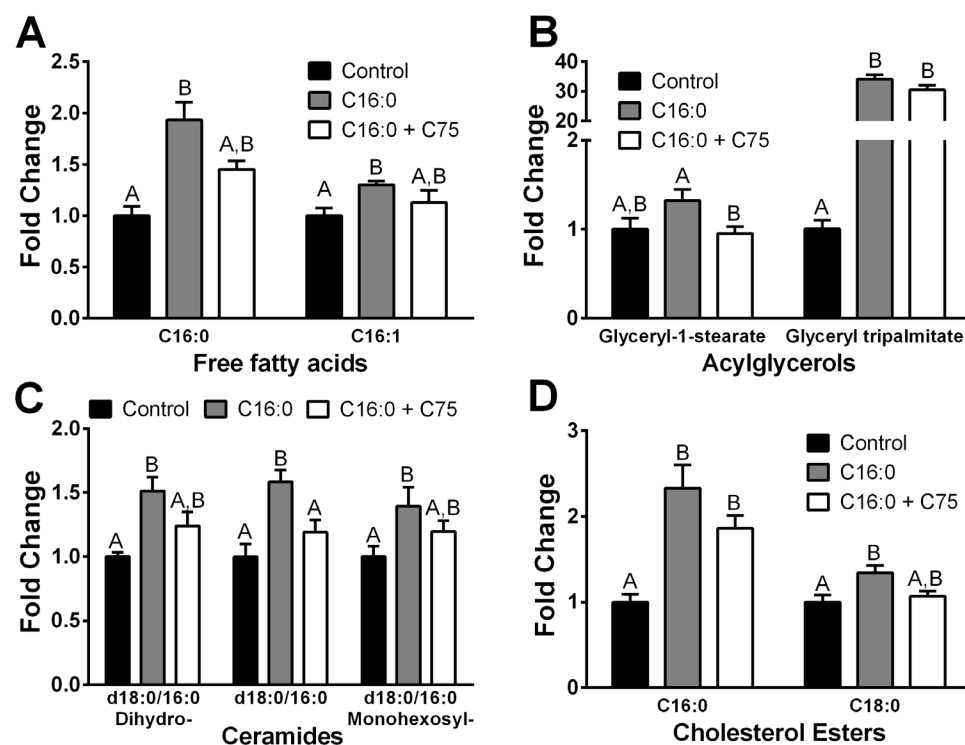 A
Fold Change
2.5
2.0
1.5
1.0
0.5
0.0
Control
C16:0
C16:0 + C75
A B A,B A B A,B
C16:0 C16:1
Free fatty acids
B
Fold Change
40
30
20
2
1
0
Control
C16:0
C16:0 + C75
A,B A B A B B
Glyceryl-1-stearate Glyceryl tripalmitate
Acylglycerols
C
Control C16:0 C16:0 + C75
Fold Change
2.0
1.5
1.0
0.5
0.0
A B A,B A B A A B A,B
d18:0/16:0 d18:0/16:0 d18:0/16:0
Dihydro- Monohexosyl-
Ceramides
D
Fold Change
3
2
1
0
Control
C16:0
C16:0 + C75
A B B A B A,B
C16:0 C18:0
Cholesterol Esters